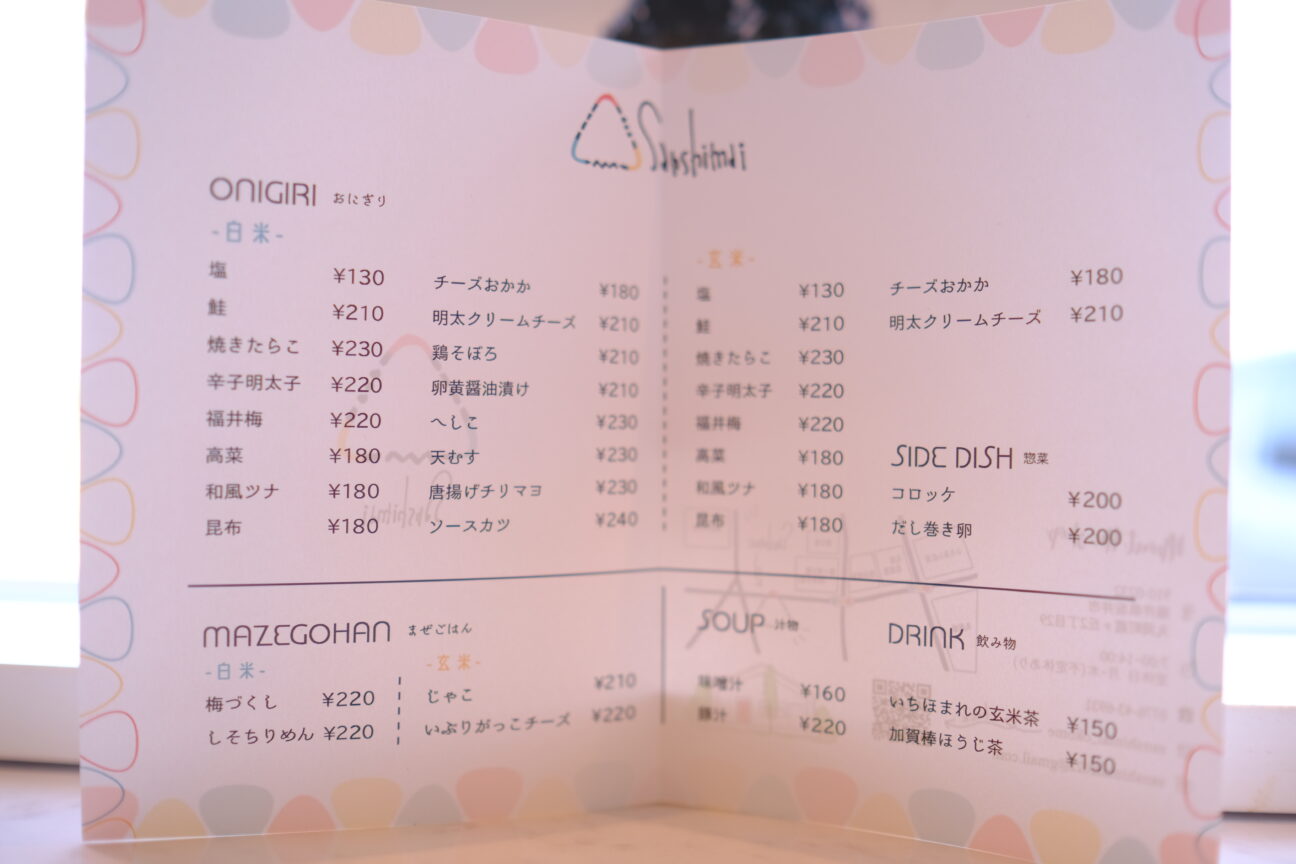 Sasshimai
ONIGIRI おにぎり
-白米-
塩 ¥130
鮭 ¥210
焼きたらこ ¥230
辛子明太子 ¥220
福井梅 ¥220
高菜 ¥180
和風ツナ ¥180
昆布 ¥180
チーズおかか ¥180
明太クリームチーズ ¥210
鶏そぼろ ¥210
卵黄醤油漬け ¥210
へしこ ¥230
天むす ¥230
唐揚げチリマヨ ¥230
ソースカツ ¥240
-玄米-
塩 ¥130
鮭 ¥210
焼きたらこ ¥230
辛子明太子 ¥220
福井梅 ¥220
高菜 ¥180
和風ツナ ¥180
昆布 ¥180
チーズおかか ¥180
明太クリームチーズ ¥210
SIDE DISH 惣菜
コロッケ ¥200
だし巻き卵 ¥200
MAZEGOHAN まぜごはん
-白米-
梅づくし ¥220
しそちりめん ¥220
-玄米-
じゃこ ¥210
いぶりがっこチーズ ¥220
SOUP 汁物
味噌汁 ¥160
豚汁 ¥220
DRINK 飲み物
いちほまれの玄米茶 ¥150
加賀棒ほうじ茶 ¥150